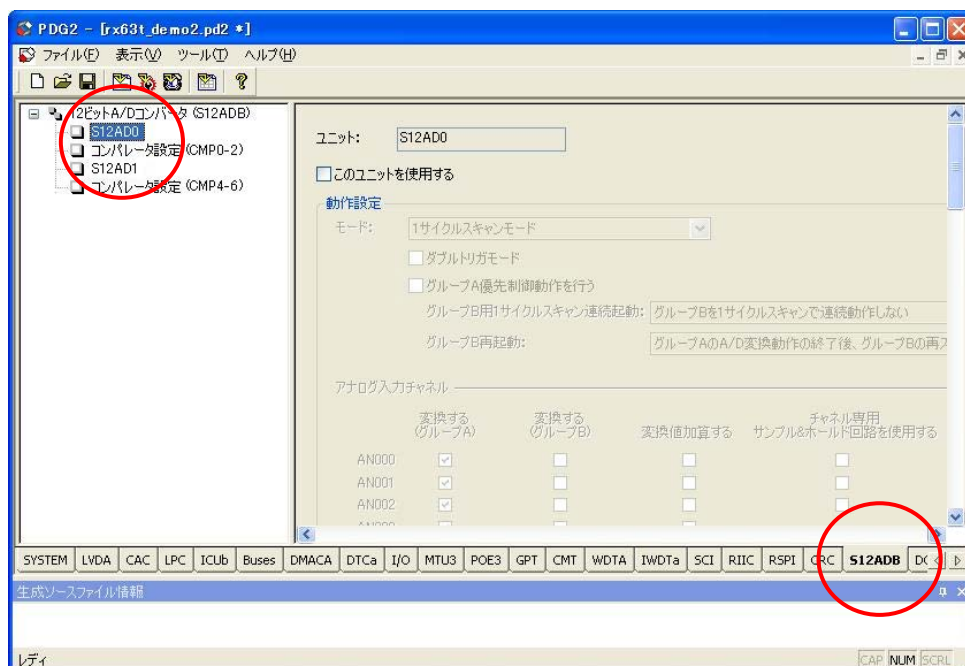 PDG2 - [rx63t_demo2.pd2 *]
ファイル(F) 表示(V) ツール(T) ヘルプ(H)
12ビットA/Dコンバータ (S12ADB)
S12AD0
コンパレータ設定 (CMP0-2)
S12AD1
コンパレータ設定 (CMP4-6)
ユニット: S12AD0
このユニットを使用する
動作設定
モード: 1サイクルスキャンモード
ダブルトリガモード
グループA優先制御動作を行う
グループB用1サイクルスキャン連続起動: グループBを1サイクルスキャンで連続動作しない
グループB再起動: グループAのA/D変換動作の終了後、グループBの再ス
アナログ入力チャネル
変換する 変換する チャネル専用
(グループA) (グループB) 変換値加算する サンプル&ホールド回路を使用する
AN000
AN001
AN002
SYSTEM LVDA CAC LPC ICUb Buses DMACA DTCa I/O MTU3 POE3 GPT CMT WDTA IWDTa SCI RIIC RSPI CRC S12ADB
生成ソースファイル情報
レディ CAP NUM SCRL